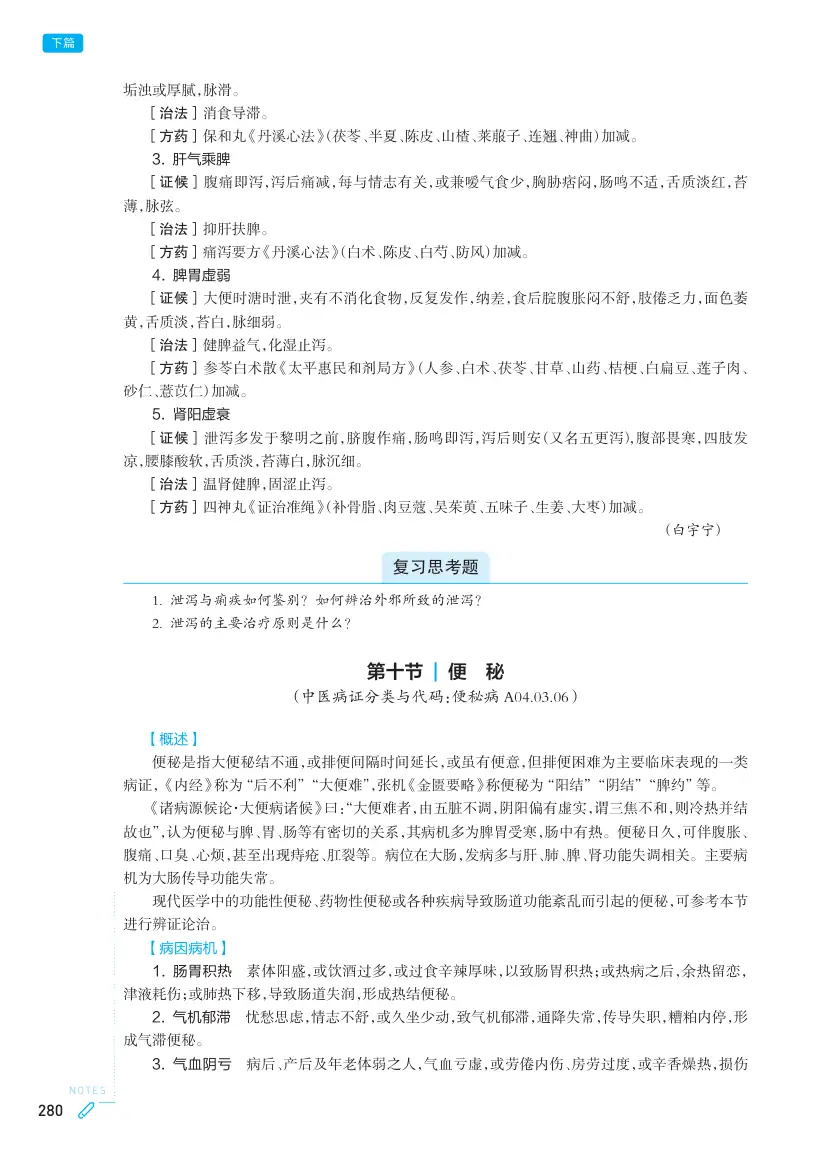 下篇
垢浊或厚腻,脉滑。
［治法］消食导滞。
［方药］保和丸《丹溪心法》(茯苓、半夏、陈皮、山楂、莱菔子、连翘、神曲)加减。
3. 肝气乘脾
［证候］腹痛即泻,泻后痛减,每与情志有关,或兼嗳气食少,胸胁痞闷,肠鸣不适,舌质淡红,苔
薄,脉弦。
［治法］抑肝扶脾。
［方药］痛泻要方《丹溪心法》(白术、陈皮、白芍、防风)加减。
4. 脾胃虚弱
［证候］大便时溏时泄,夹有不消化食物,反复发作,纳差,食后脘腹胀闷不舒,肢倦乏力,面色萎
黄,舌质淡,苔白,脉细弱。
［治法］健脾益气,化湿止泻。
［方药］参苓白术散《太平惠民和剂局方》(人参、白术、茯苓、甘草、山药、桔梗、白扁豆、莲子肉、
砂仁、薏苡仁)加减。
5. 肾阳虚衰
［证候］泄泻多发于黎明之前,脐腹作痛,肠鸣即泻,泻后则安(又名五更泻),腹部畏寒,四肢发
凉,腰膝酸软,舌质淡,苔薄白,脉沉细。
［治法］温肾健脾,固涩止泻。
［方药］四神丸《证治准绳》(补骨脂、肉豆蔻、吴茱萸、五味子、生姜、大枣)加减。
(白宇宁)
复习思考题
1. 泄泻与痢疾如何鉴别？如何辨治外邪所致的泄泻？
2. 泄泻的主要治疗原则是什么？
第十节 | 便　秘
(中医病证分类与代码:便秘病 A04.03.06)
【概述】
便秘是指大便秘结不通,或排便间隔时间延长,或虽有便意,但排便困难为主要临床表现的一类
病证,《内经》称为“后不利”“大便难”,张机《金匮要略》称便秘为“阳结”“阴结”“脾约”等。
《诸病源候论·大便病诸候》曰:“大便难者,由五脏不调,阴阳偏有虚实,谓三焦不和,则冷热并结
故也”,认为便秘与脾、胃、肠等有密切的关系,其病机多为脾胃受寒,肠中有热。便秘日久,可伴腹胀、
腹痛、口臭、心烦,甚至出现痔疮、肛裂等。病位在大肠,发病多与肝、肺、脾、肾功能失调相关。主要病
机为大肠传导功能失常。
现代医学中的功能性便秘、药物性便秘或各种疾病导致肠道功能紊乱而引起的便秘,可参考本节
进行辨证论治。
【病因病机】
1. 肠胃积热　素体阳盛,或饮酒过多,或过食辛辣厚味,以致肠胃积热;或热病之后,余热留恋,
津液耗伤;或肺热下移,导致肠道失润,形成热结便秘。
2. 气机郁滞　忧愁思虑,情志不舒,或久坐少动,致气机郁滞,通降失常,传导失职,糟粕内停,形
成气滞便秘。
3. 气血阴亏　病后、产后及年老体弱之人,气血亏虚,或劳倦内伤、房劳过度,或辛香燥热,损伤
NOTES
280